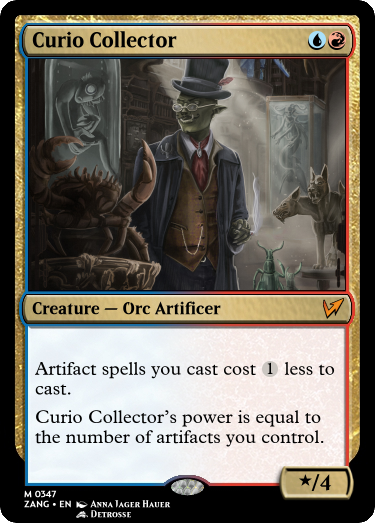 Curio Collector
Creature — Orc Artificer
Artifact spells you cast cost 1 less to
cast.
Curio Collector's power is equal to
the number of artifacts you control.
★/4
M 0347
ZANG • EN Anna Jager Hauer
Detrosse